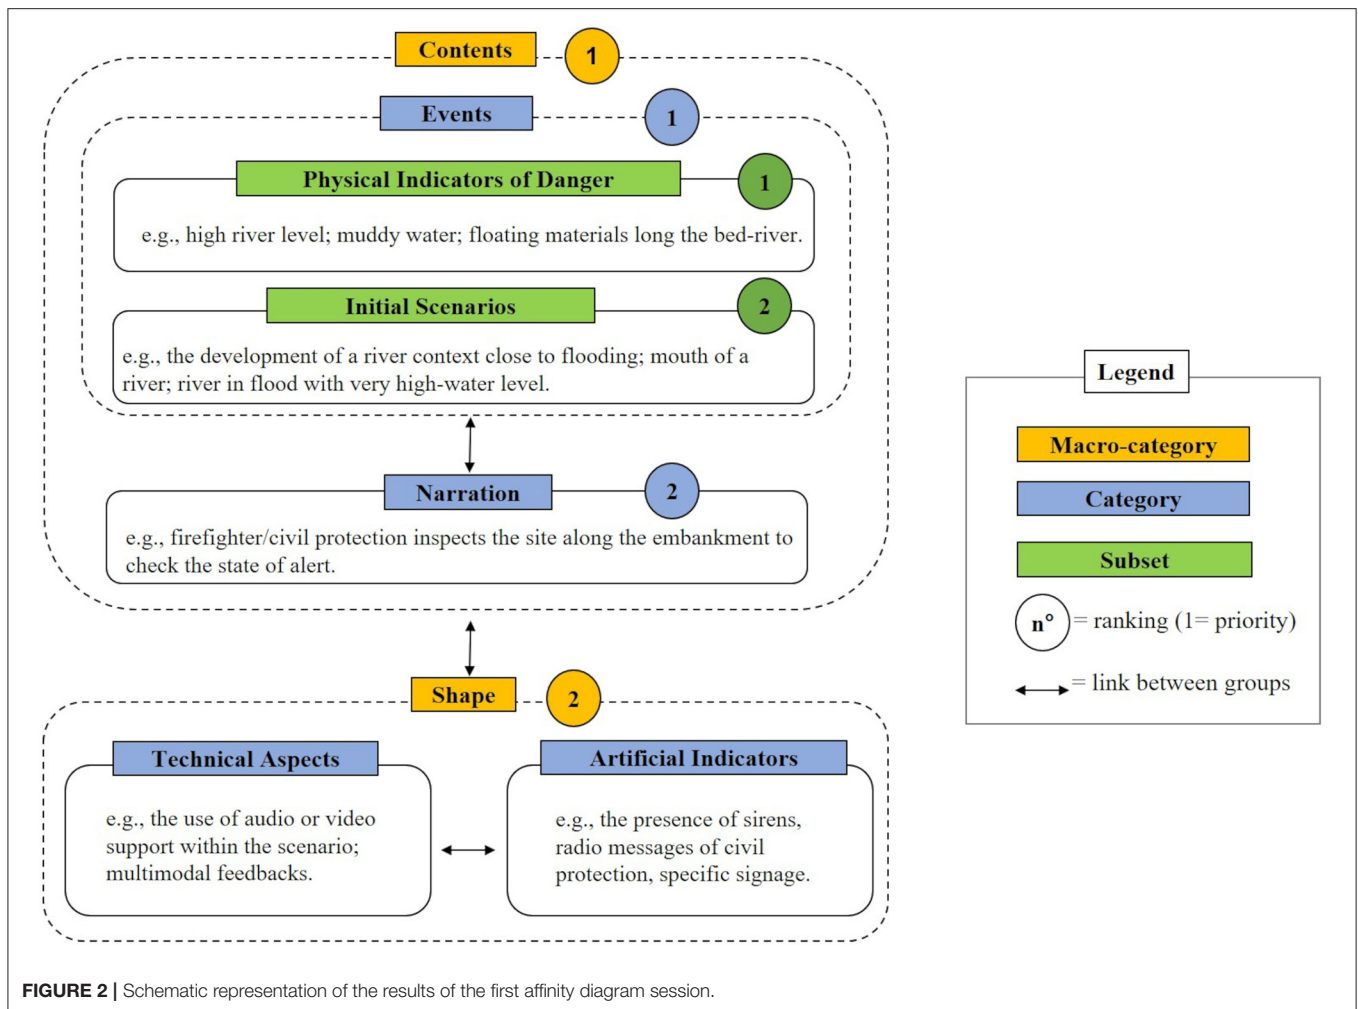 Contents
1
Events
1
Physical Indicators of Danger
1
e.g., high river level; muddy water; floating materials long the bed-river.
Initial Scenarios
2
e.g., the development of a river context close to flooding; mouth of a
river; river in flood with very high-water level.
Narration
2
e.g., firefighter/civil protection inspects the site along the embankment to
check the state of alert.
Shape
2
Technical Aspects
e.g., the use of audio or video
support within the scenario;
multimodal feedbacks.
Artificial Indicators
e.g., the presence of sirens,
radio messages of civil
protection, specific signage.
Legend
Macro-category
Category
Subset
n° = ranking (1= priority)
= link between groups
FIGURE 2 | Schematic representation of the results of the first affinity diagram session.